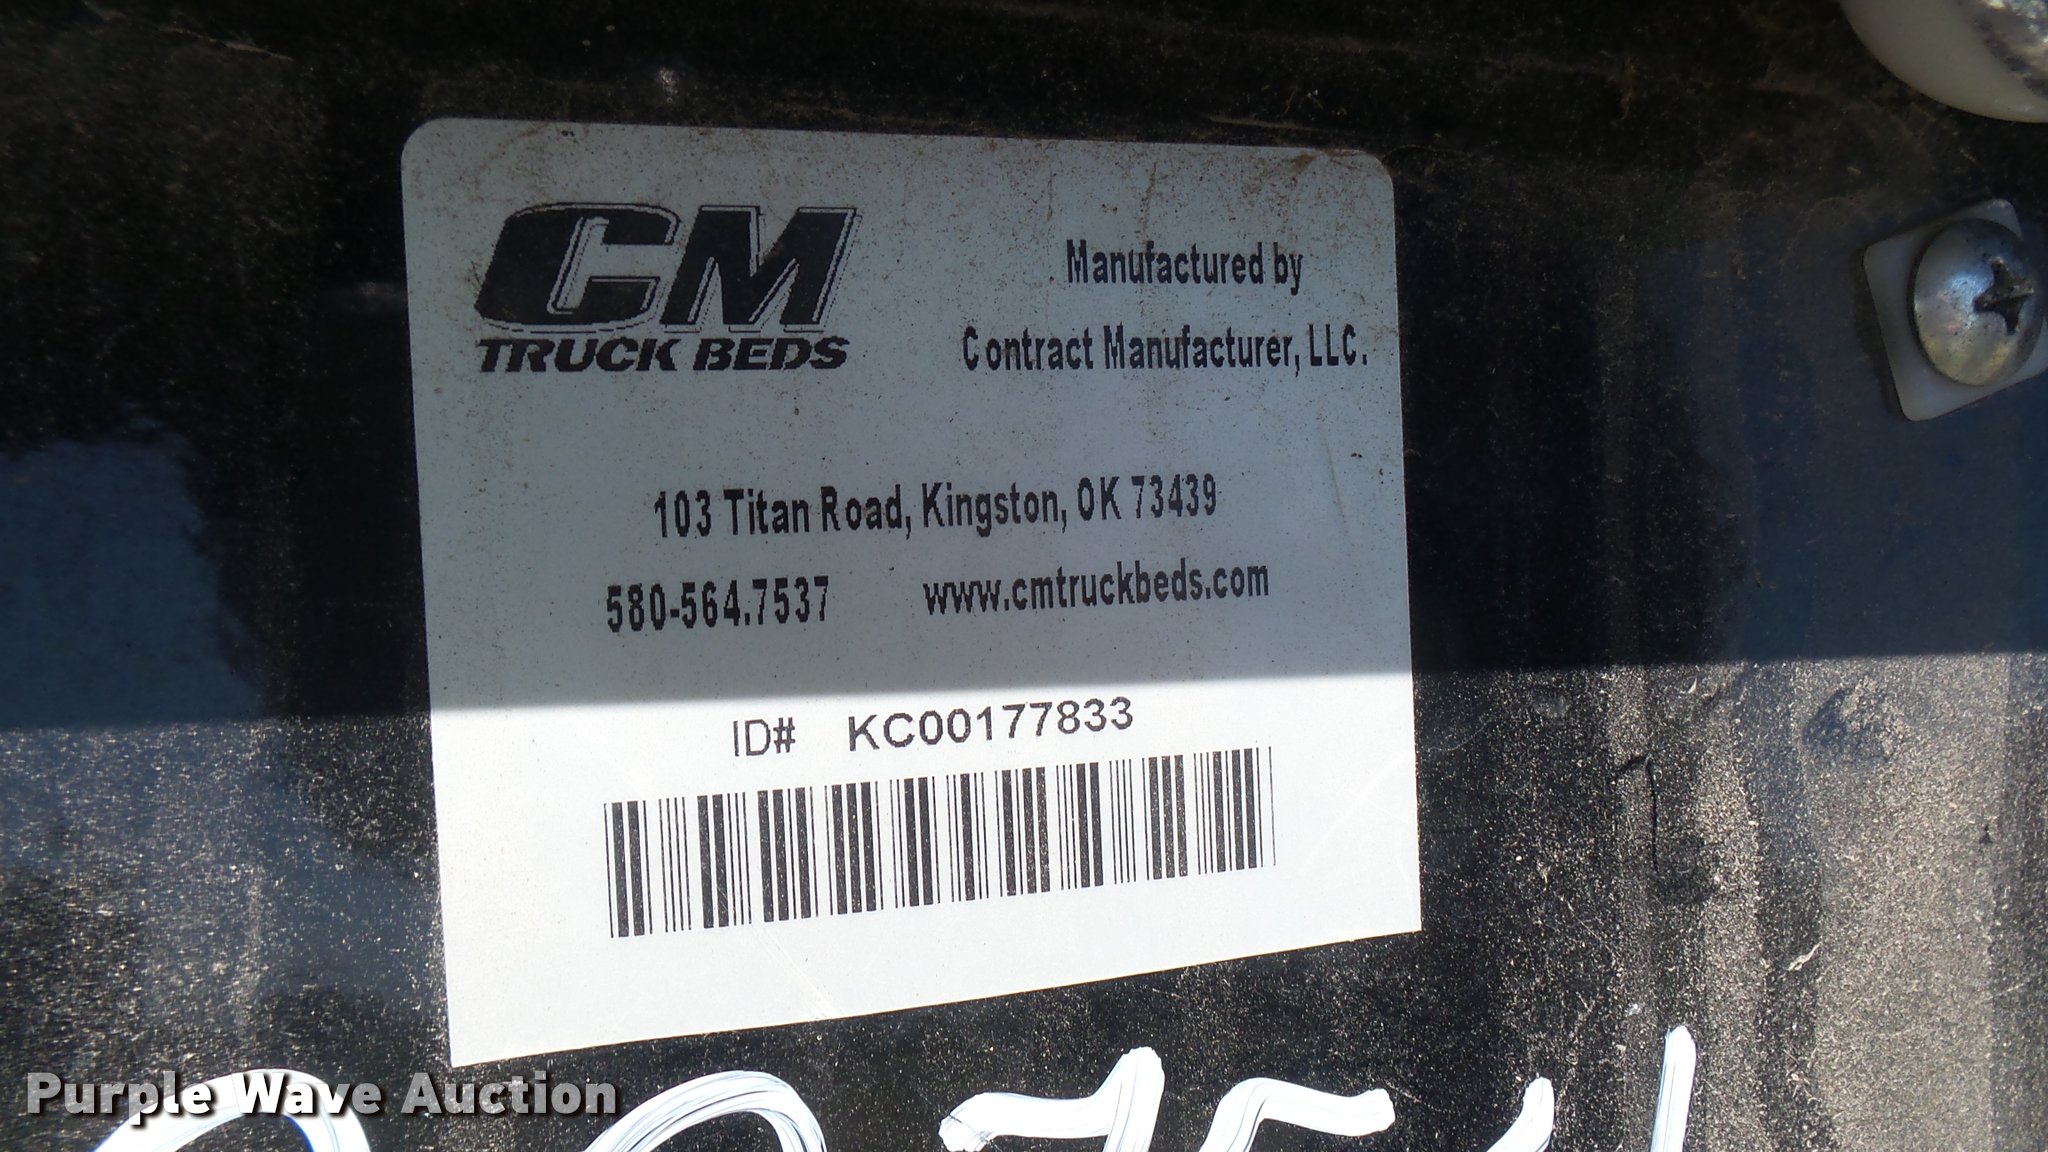 CM
TRUCK BEDS
Manufactured by
Contract Manufacturer, LLC.
103 Titan Road, Kingston, OK 73439
580-564.7537 www.cmtruckbeds.com
ID# KC00177833
Purple Wave Auction